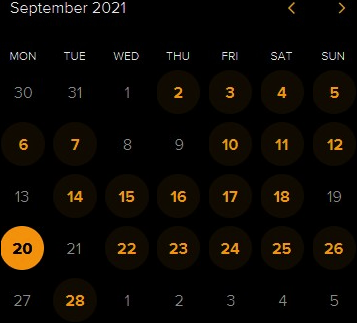 September 2021
MON TUE WED THU FRI SAT SUN
30 31 1 2 3 4 5
6 7 8 9 10 11 12
13 14 15 16 17 18 19
20 21 22 23 24 25 26
27 28 1 2 3 4 5